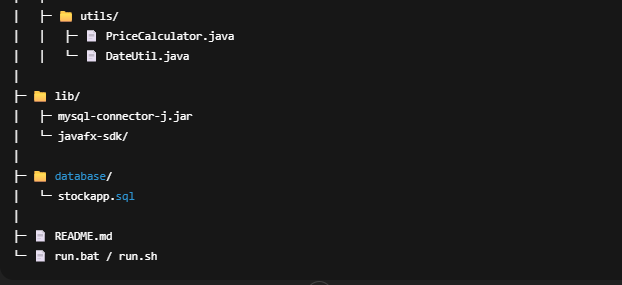 utils/
PriceCalculator.java
DateUtil.java
lib/
mysql-connector-j.jar
javafx-sdk/
database/
stockapp.sql
README.md
run.bat / run.sh